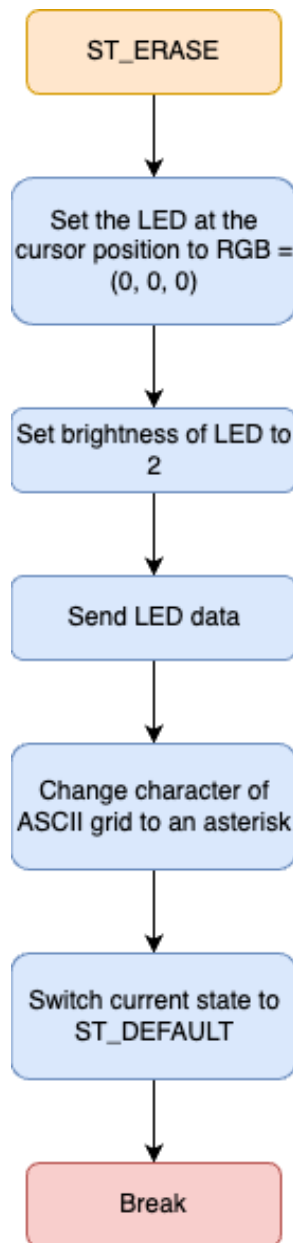 ST_ERASE
Set the LED at the
cursor position to RGB =
(0, 0, 0)
Set brightness of LED to
2
Send LED data
Change character of
ASCII grid to an asterisk
Switch current state to
ST_DEFAULT
Break